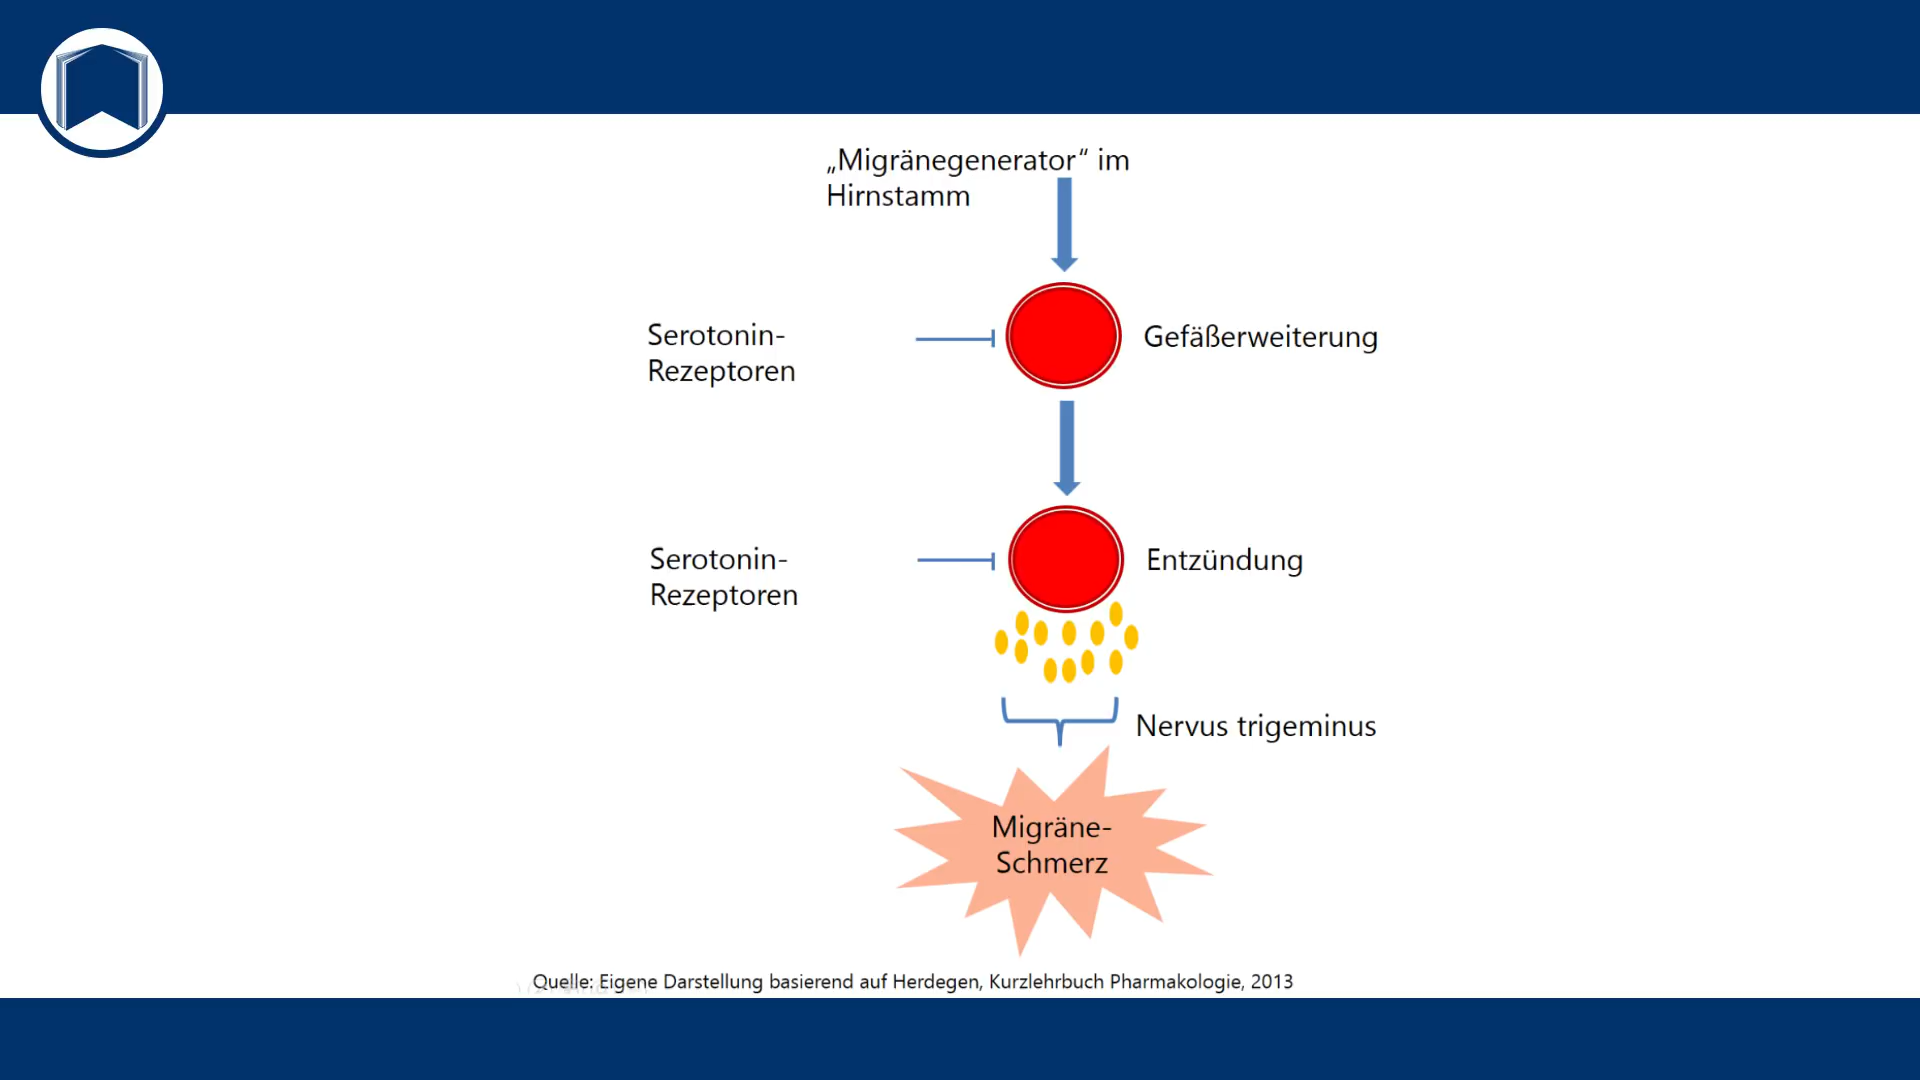 „Migränegenerator“ im
Hirnstamm
Serotonin-
Rezeptoren
Gefäßerweiterung
Serotonin-
Rezeptoren
Entzündung
Nervus trigeminus
Migräne-
Schmerz
Quelle: Eigene Darstellung basierend auf Herdegen, Kurzlehrbuch Pharmakologie, 2013